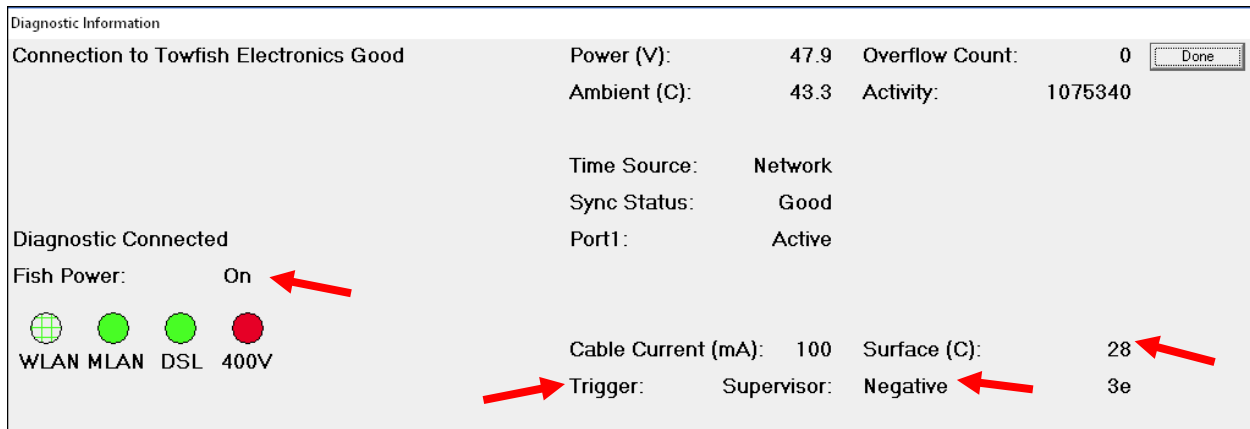 Diagnostic Information
Connection to Towfish Electronics Good Power (V): 47.9 Overflow Count: 0 Done
Ambient (C): 43.3 Activity: 1075340
Time Source: Network
Sync Status: Good
Diagnostic Connected Port1: Active
Fish Power: On
WLAN MLAN DSL 400V
Cable Current (mA): 100 Surface (C): 28
Trigger: Supervisor: Negative 3e